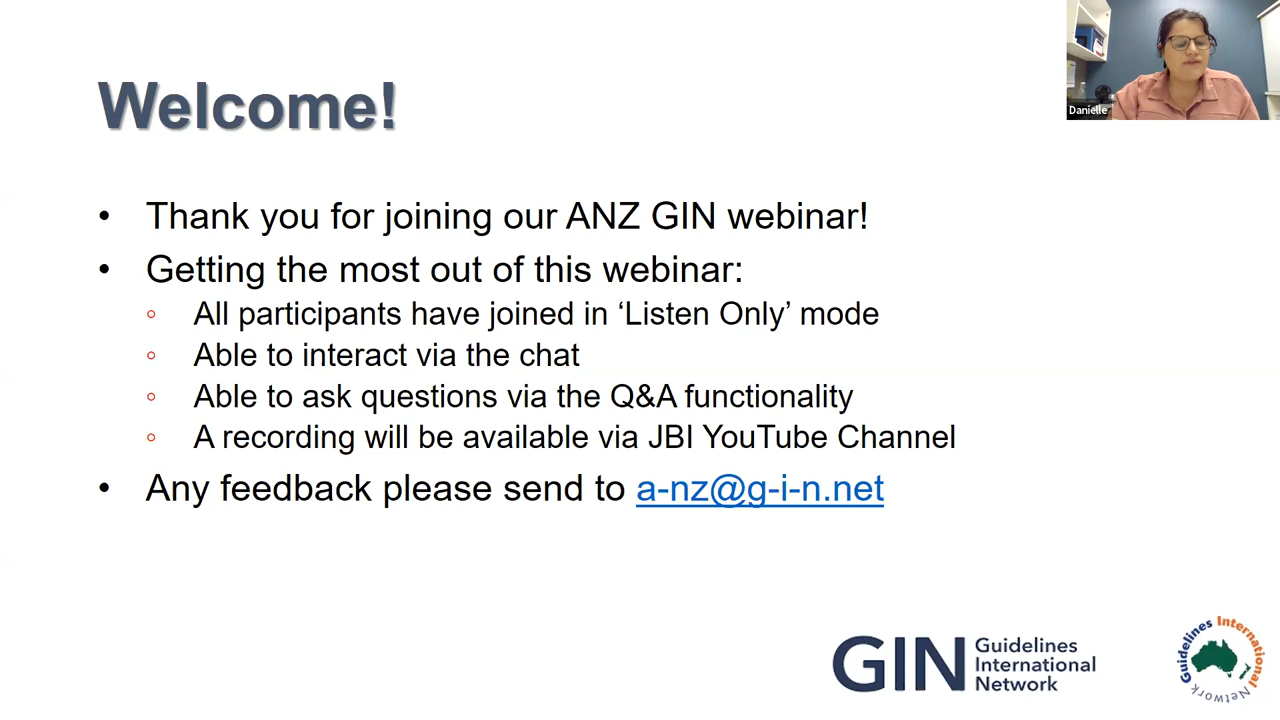 Welcome!
Danielle
• Thank you for joining our ANZ GIN webinar!
• Getting the most out of this webinar:
◦ All participants have joined in ‘Listen Only’ mode
◦ Able to interact via the chat
◦ Able to ask questions via the Q&A functionality
◦ A recording will be available via JBI YouTube Channel
• Any feedback please send to a-nz@g-i-n.net
GIN
Guidelines
International
Network
Guidelines International Network